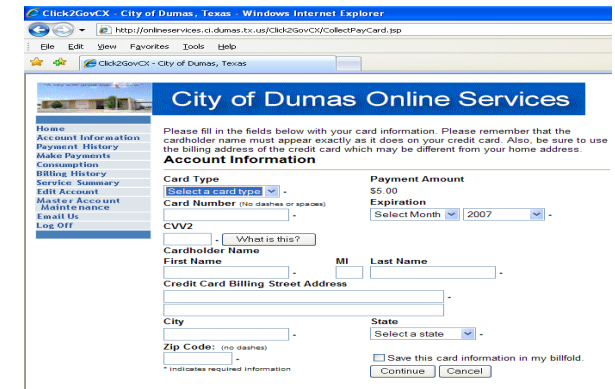 Click2GovCX - City of Dumas, Texas - Windows Internet Explorer
http://onlineservices.ci.dumas.tx.us/Click2GovCX/CollectPayCard.jsp
File Edit View Favorites Tools Help
Click2GovCX - City of Dumas, Texas
City of Dumas Online Services
Home
Account Information
Payment History
Make Payments
Consumption
Billing History
Service Summary
Edit Account
Master Account
Maintenance
Email Us
Log Off
Please fill in the fields below with your card information. Please remember that the
cardholder name must appear exactly as it does on your credit card. Also, be sure to use
the billing address of the credit card which may be different from your home address.
Account Information
Card Type Payment Amount
Select a card type - $5.00
Card Number (No dashes or spaces) Expiration
- Select Month 2007 -
CVV2
- What is this?
Cardholder Name
First Name MI Last Name
- -
Credit Card Billing Street Address
-
City State
- Select a state -
Zip Code: (no dashes)
- Save this card information in my billfold.
* indicates required information Continue Cancel